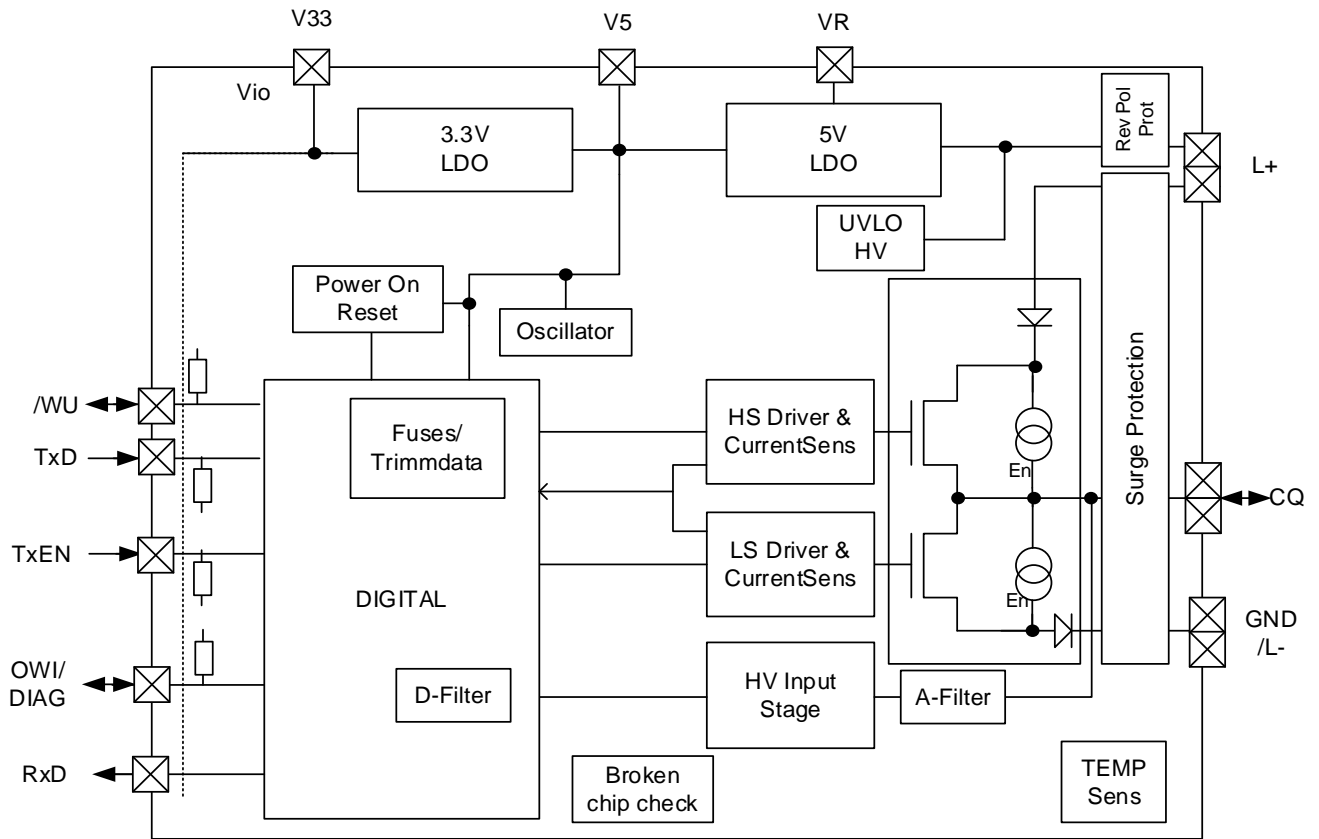 V33
V5
VR
Vio
3.3V
LDO
5V
LDO
Rev Pol
Prot
L+
UVLO
HV
Power On
Reset
Oscillator
/WU
TxD
TxEN
OWI/
DIAG
RxD
Fuses/
Trimmdata
DIGITAL
D-Filter
HS Driver &
CurrentSens
LS Driver &
CurrentSens
HV Input
Stage
A-Filter
En
En
Surge Protection
CQ
GND
/L-
Broken
chip check
TEMP
Sens